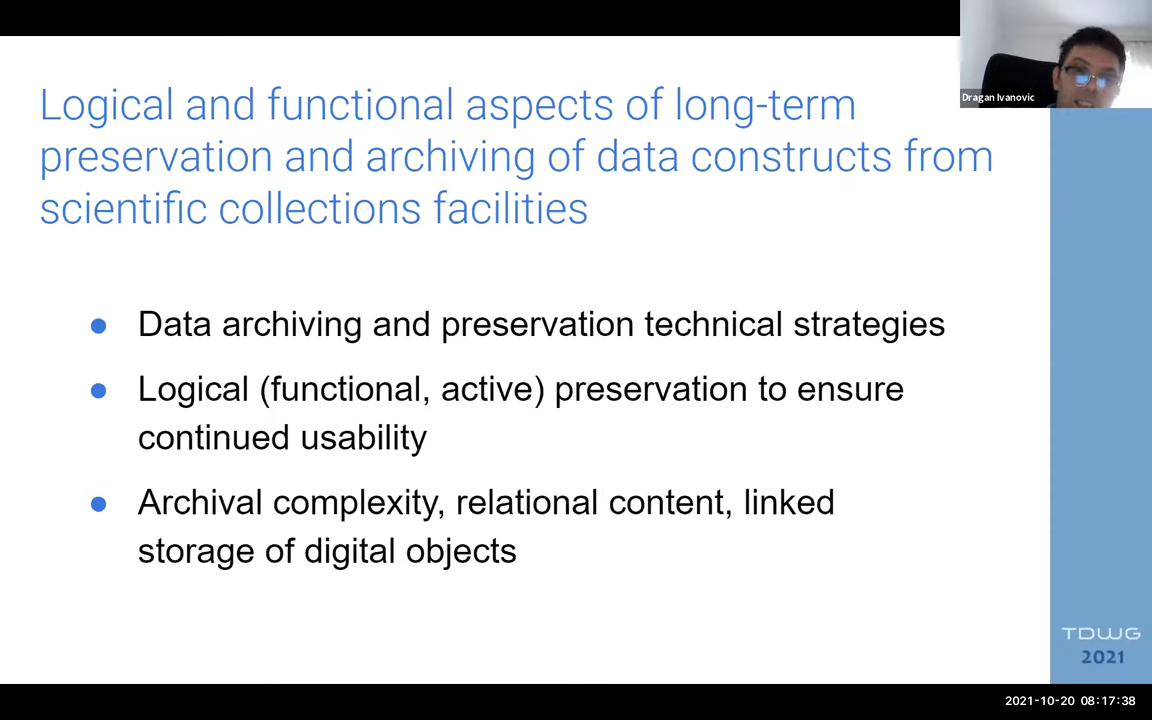 Dragan Ivanovic
Logical and functional aspects of long-term
preservation and archiving of data constructs from
scientific collections facilities
● Data archiving and preservation technical strategies
● Logical (functional, active) preservation to ensure
continued usability
● Archival complexity, relational content, linked
storage of digital objects
TDWG
2021
2021-10-20 08:17:38